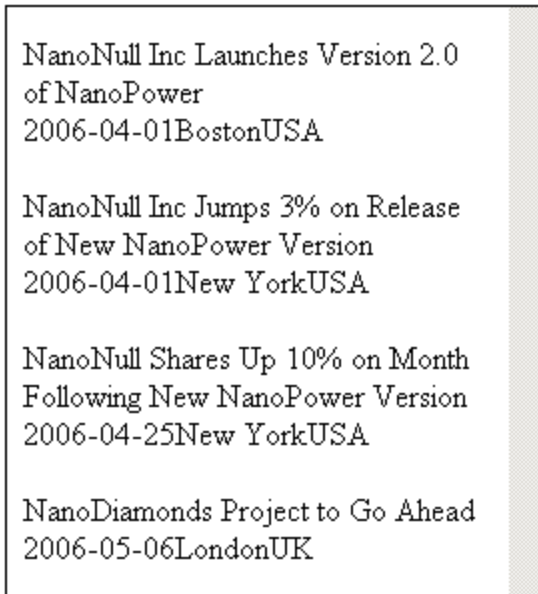 NanoNull Inc Launches Version 2.0
of NanoPower
2006-04-01BostonUSA
NanoNull Inc Jumps 3% on Release
of New NanoPower Version
2006-04-01New YorkUSA
NanoNull Shares Up 10% on Month
Following New NanoPower Version
2006-04-25New YorkUSA
NanoDiamonds Project to Go Ahead
2006-05-06LondonUK